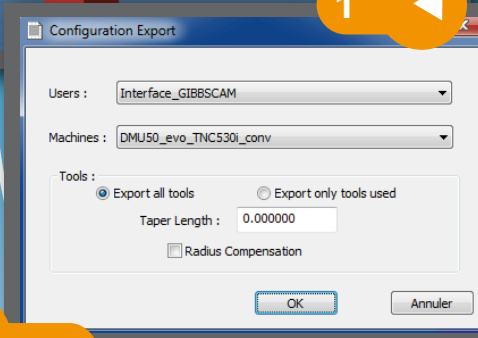 1
Configuration Export
Users : Interface_GIBBSCAM
Machines : DMU50_evo_TNC530i_conv
Tools :
Export all tools Export only tools used
Taper Length : 0.000000
Radius Compensation
OK Annuler